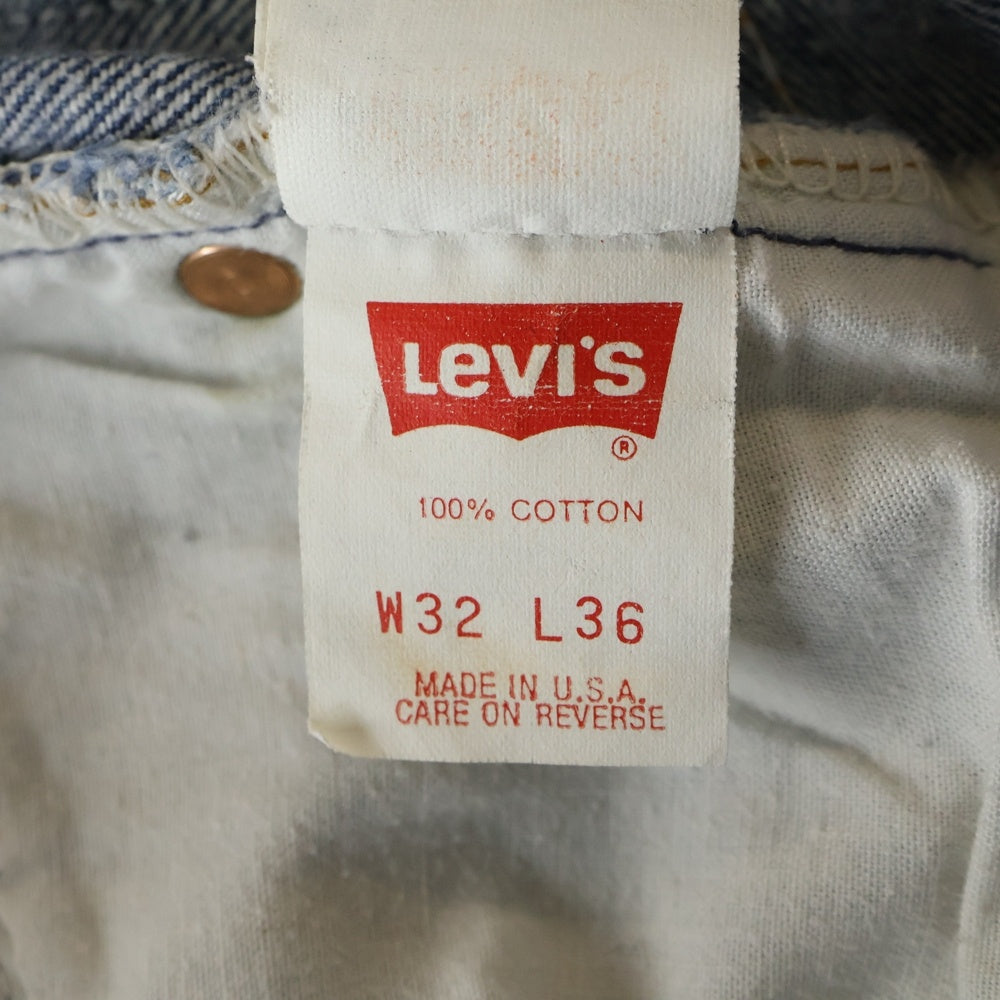 LEVI'S
®
100% COTTON
W32 L36
MADE IN U.S.A.
CARE ON REVERSE